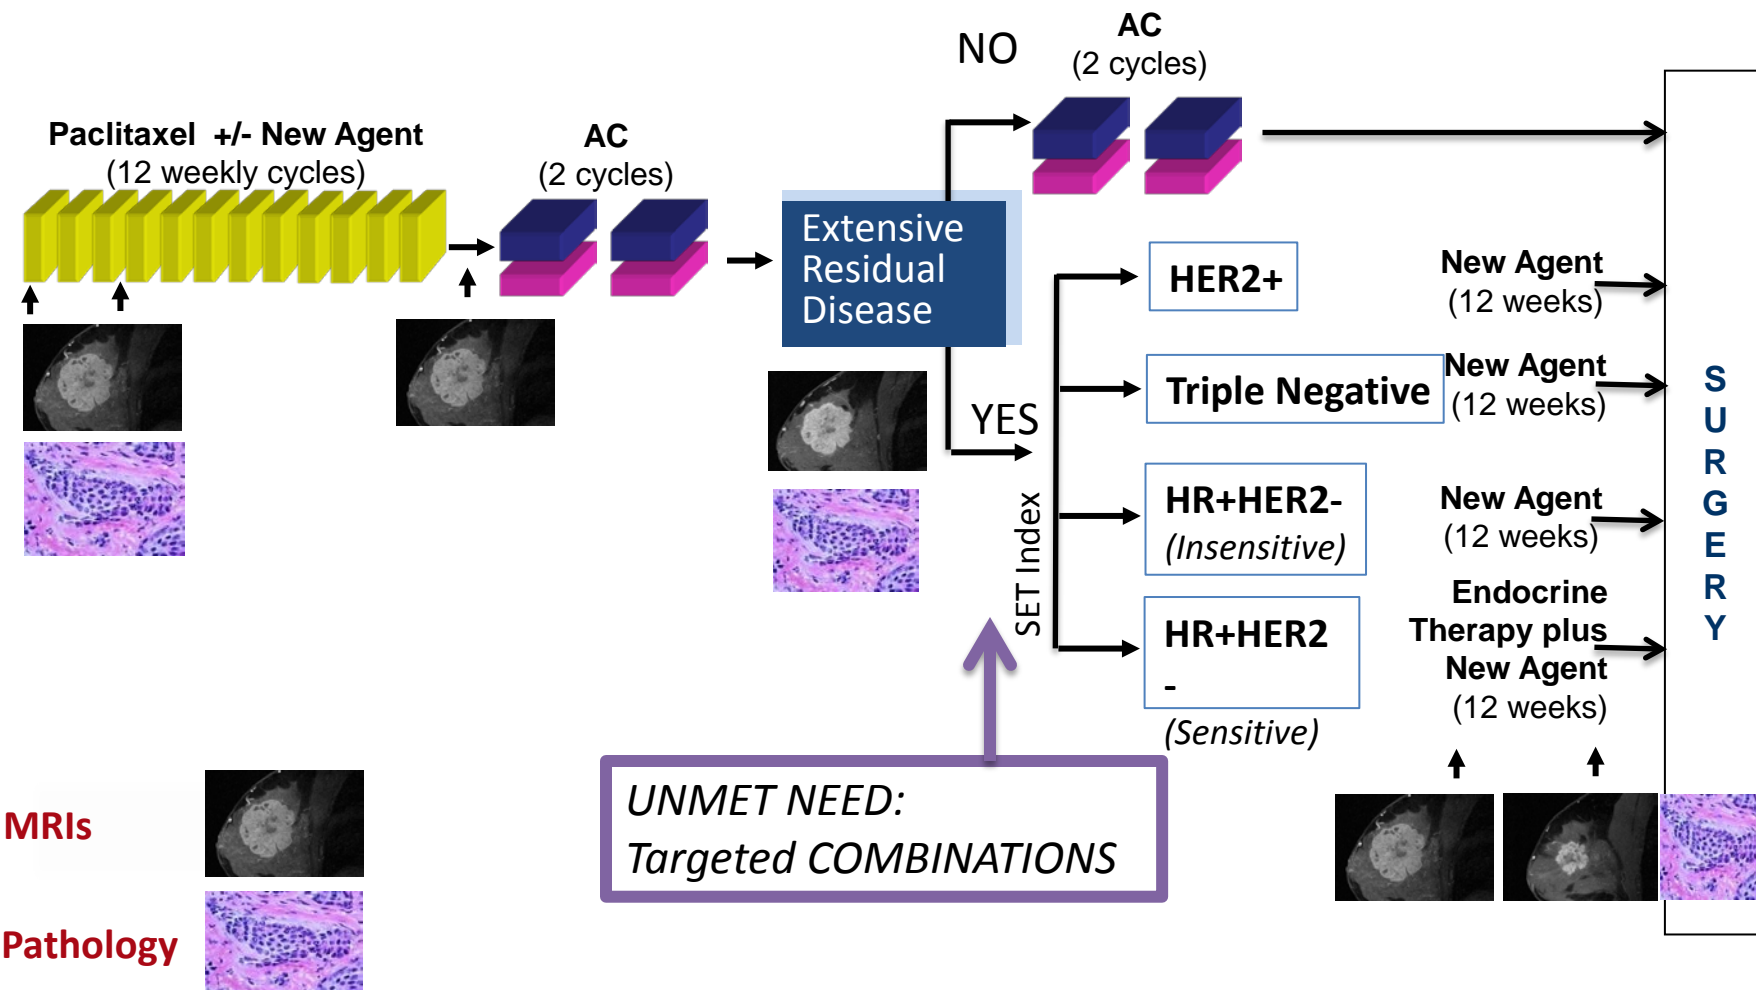 Paclitaxel +/- New Agent
(12 weekly cycles)
AC
(2 cycles)
NO
AC
(2 cycles)
Extensive
Residual
Disease
YES
SET Index
HER2+
New Agent
(12 weeks)
Triple Negative
New Agent
(12 weeks)
HR+HER2-
(Insensitive)
New Agent
(12 weeks)
HR+HER2
-
(Sensitive)
Endocrine
Therapy plus
New Agent
(12 weeks)
S
U
R
G
E
R
Y
UNMET NEED:
Targeted COMBINATIONS
MRIs
Pathology